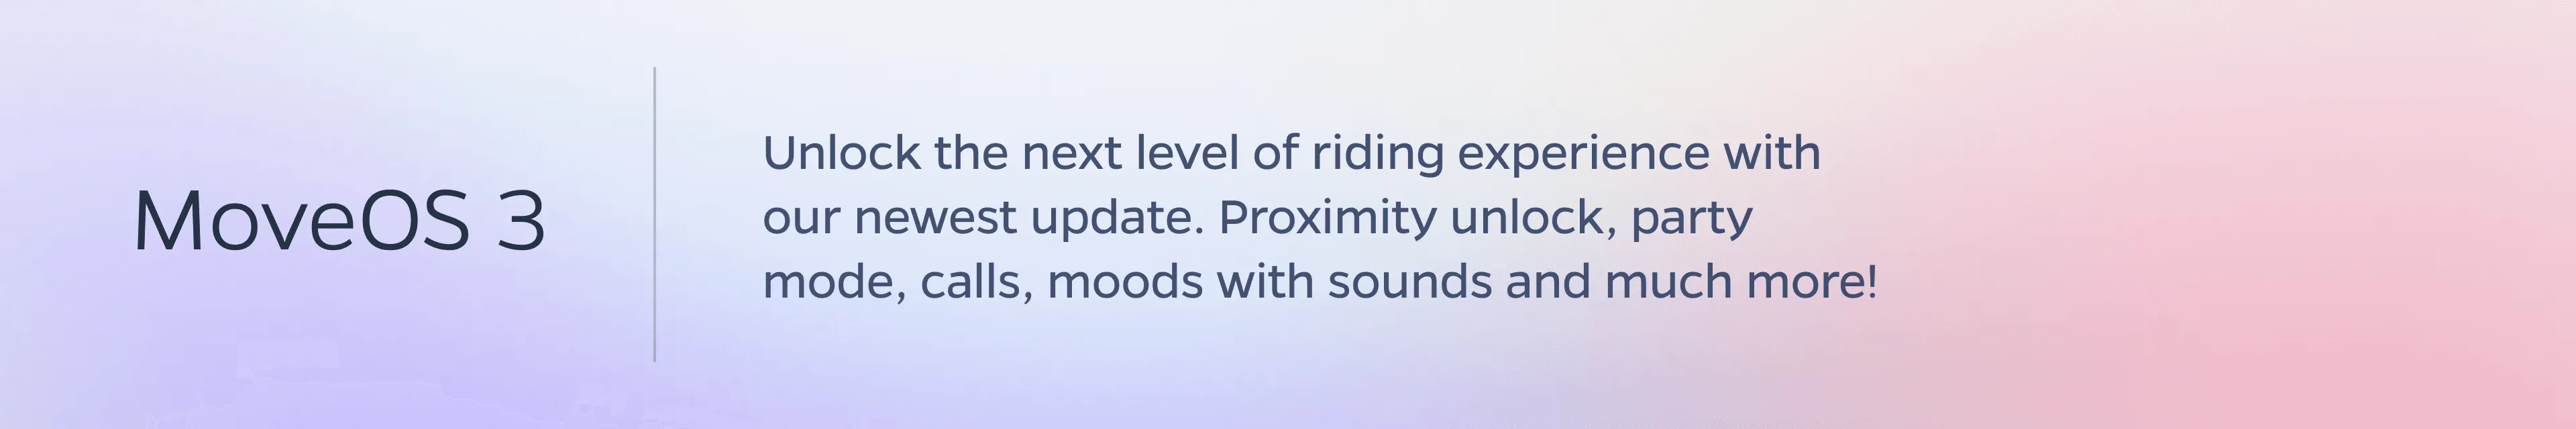 MoveOS 3
Unlock the next level of riding experience with
our newest update. Proximity unlock, party
mode, calls, moods with sounds and much more!